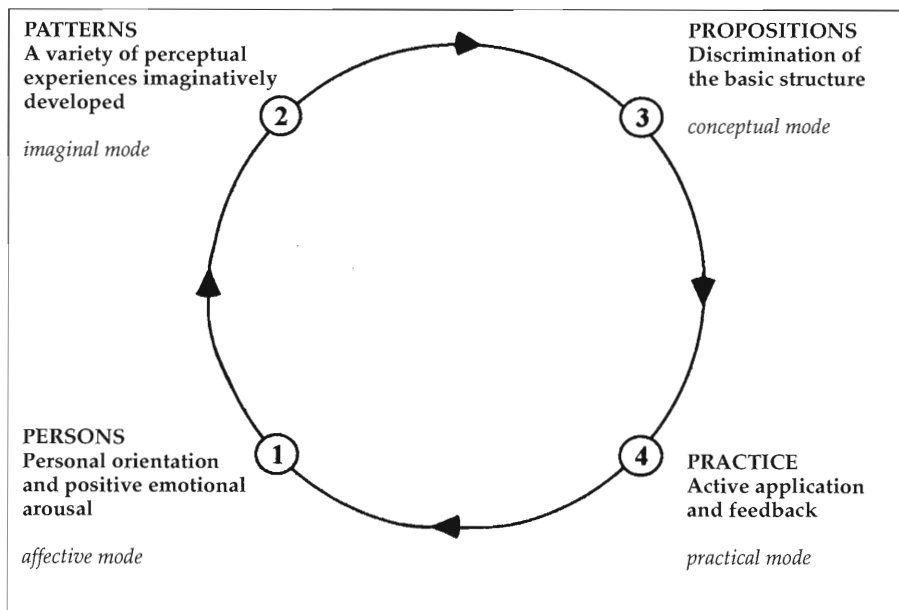 PATTERNS
A variety of perceptual
experiences imaginatively
developed
imaginal mode
2
PROPOSITIONS
Discrimination of
the basic structure
conceptual mode
3
PERSONS
Personal orientation
and positive emotional
arousal
affective mode
1
PRACTICE
Active application
and feedback
practical mode
4